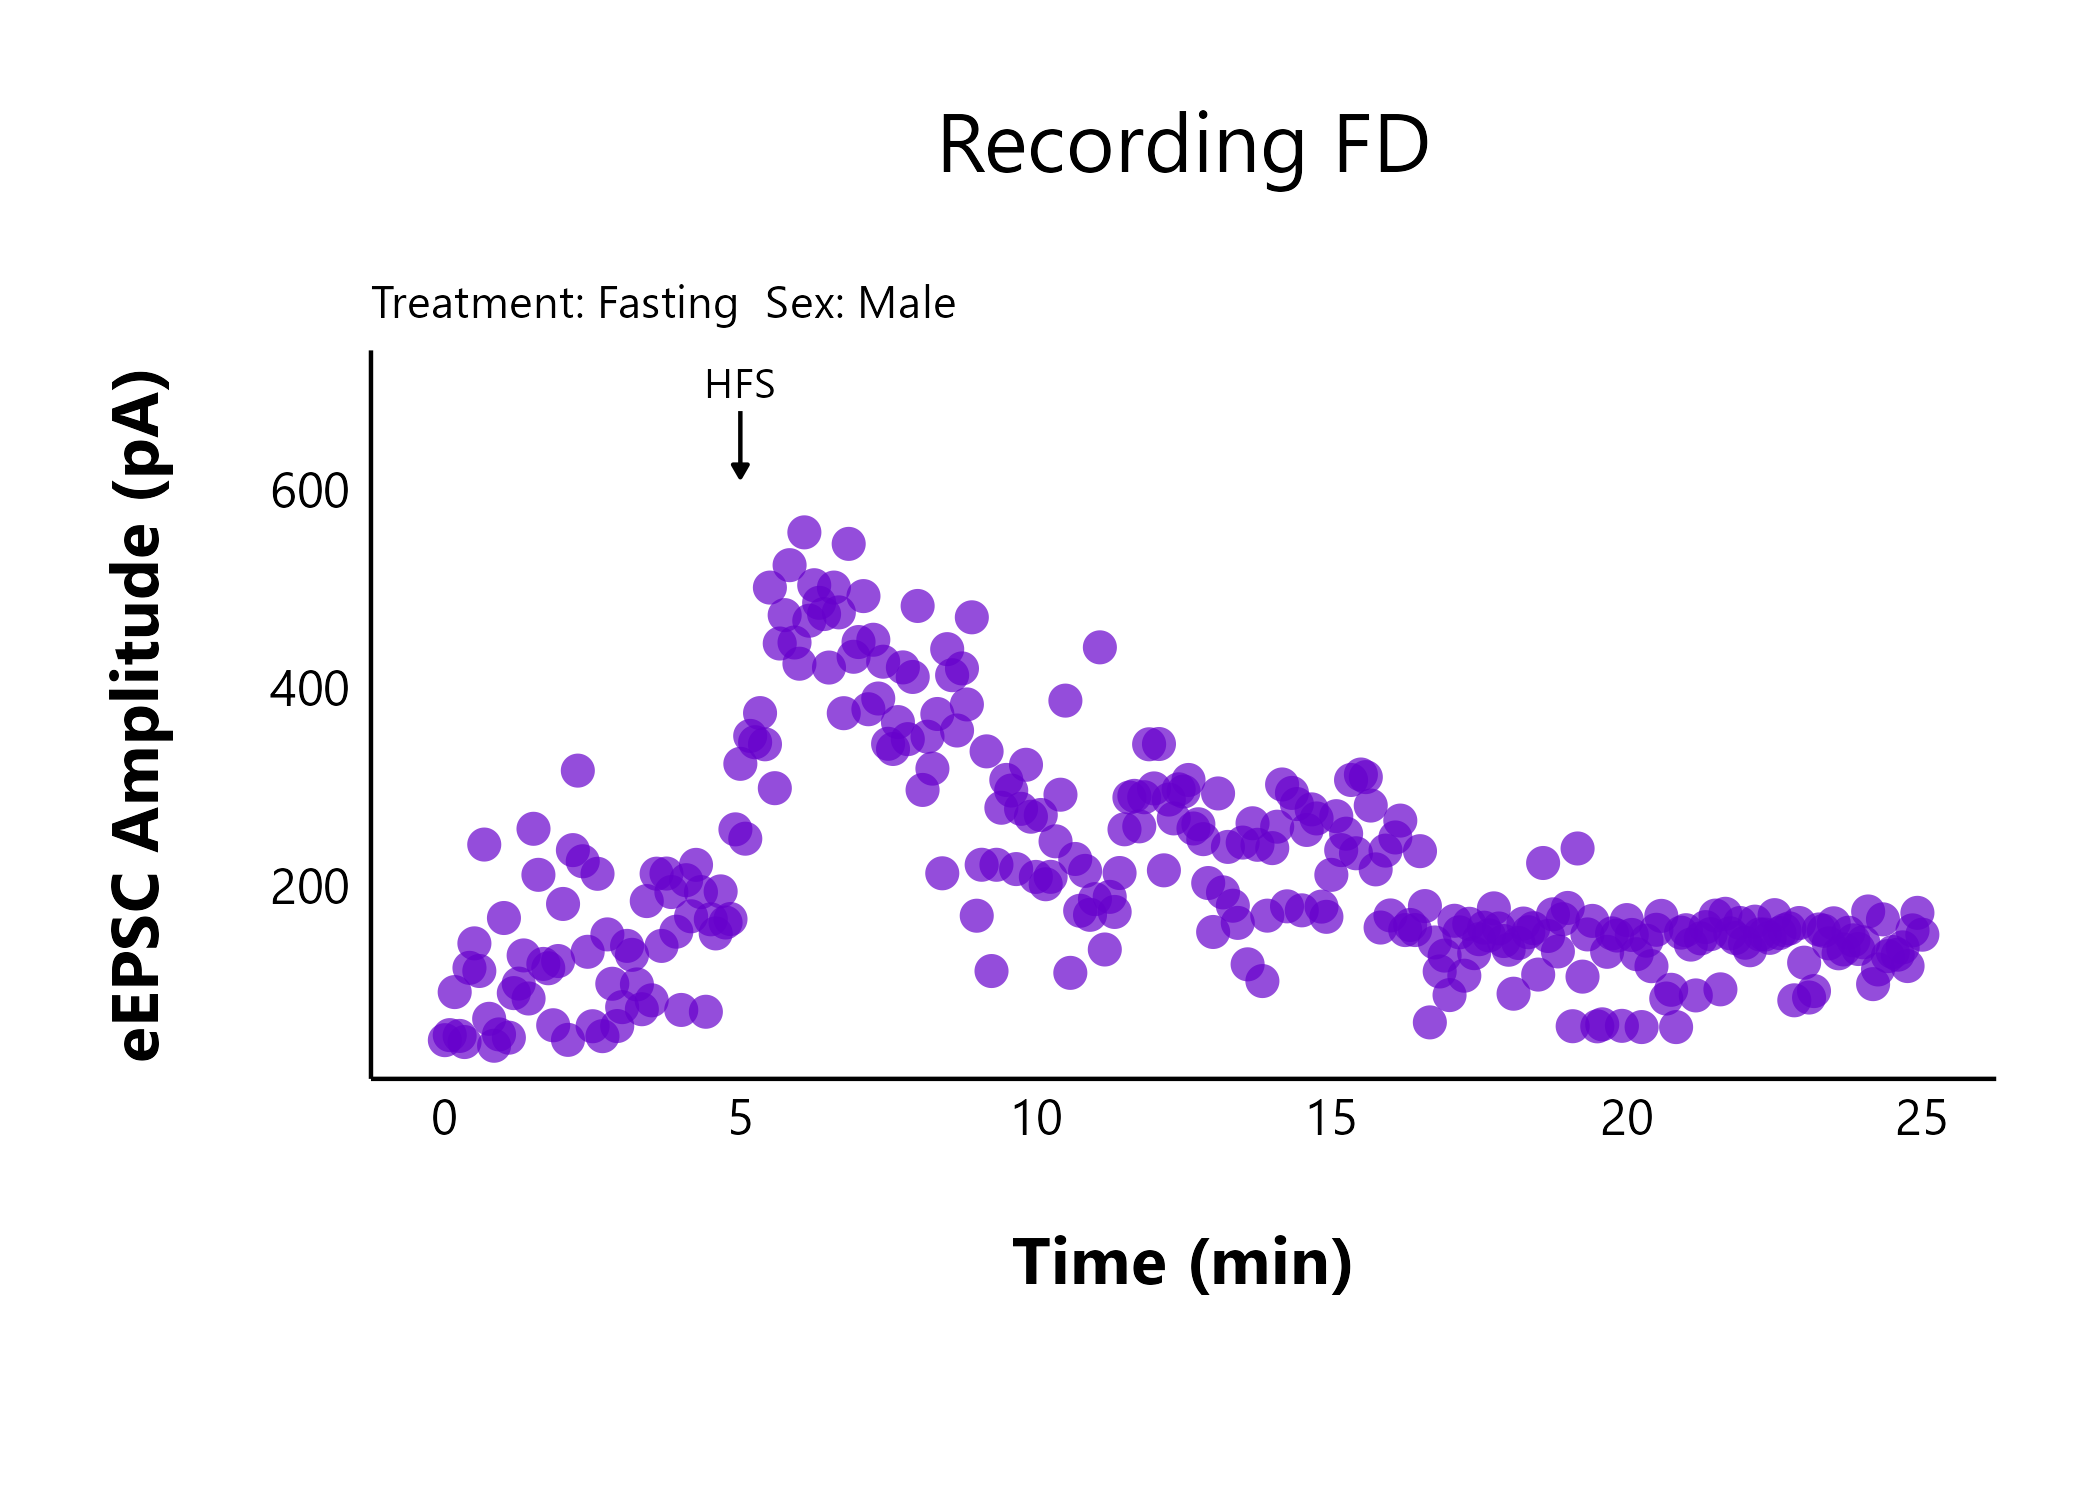 Recording FD
Treatment: Fasting  Sex: Male
HFS
eEPSC Amplitude (pA)
600
400
200
0 5 10 15 20 25
Time (min)